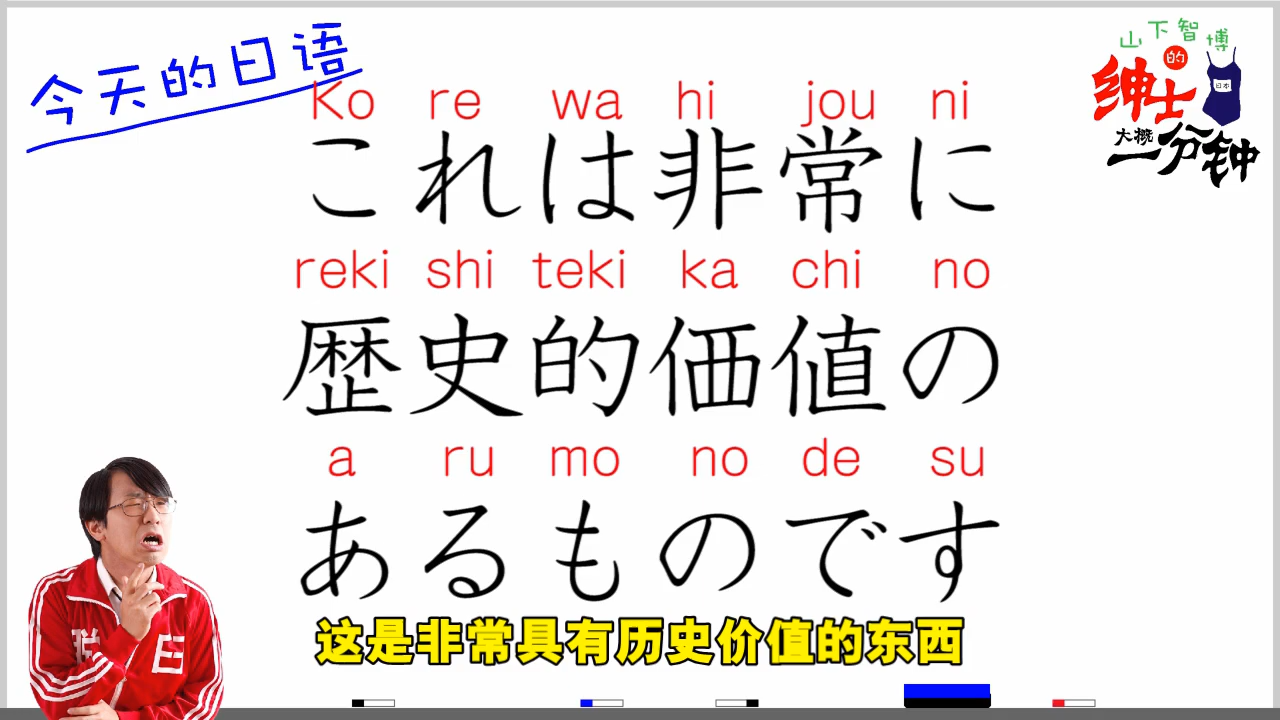 今天的日语
山下智博
的
绅士
大概
一分钟
日本
Ko re wa hi jou ni
これは非常に
reki shi teki ka chi no
歴史的価値の
a ru mo no de su
あるものです
这是非常具有历史价值的东西